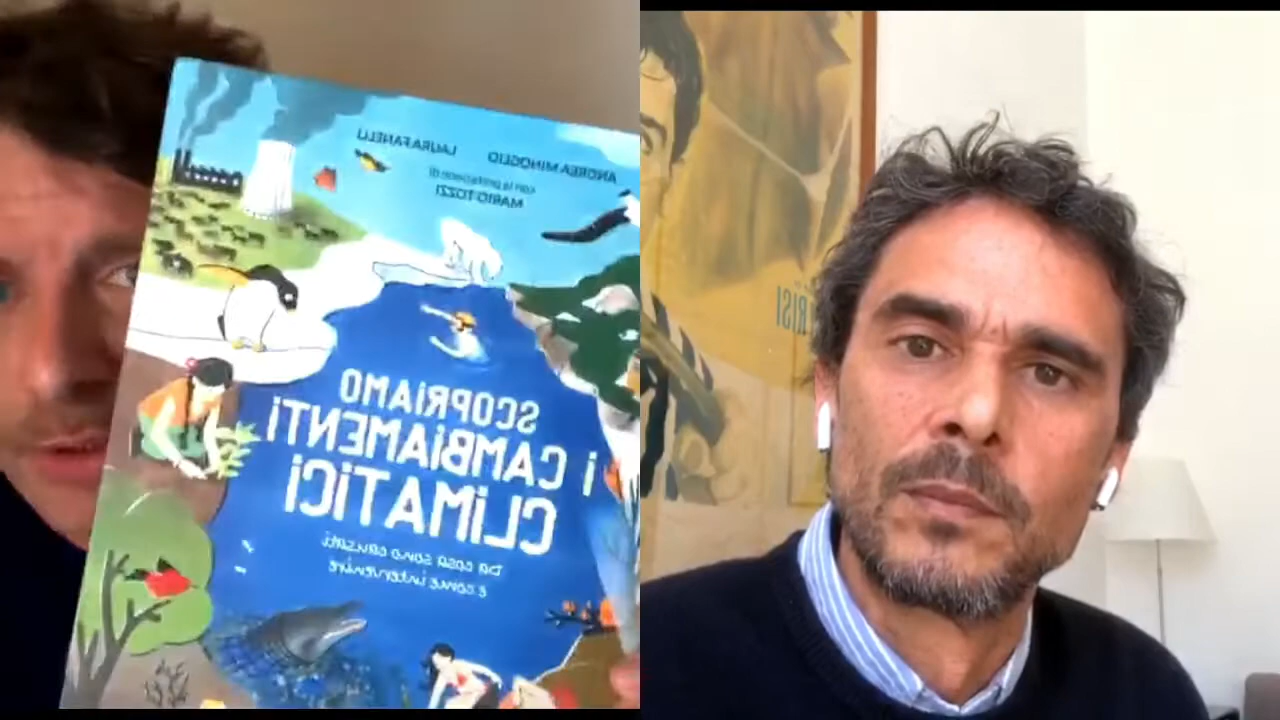 ANDREA MINOGLIO LAURA FANELLI
con la prefazione di
MARIO TOZZI
SCOPRIAMO
i CAMBIAMENTI
CLIMATICI
Da cosa sono causati
e come intervenire
RISI